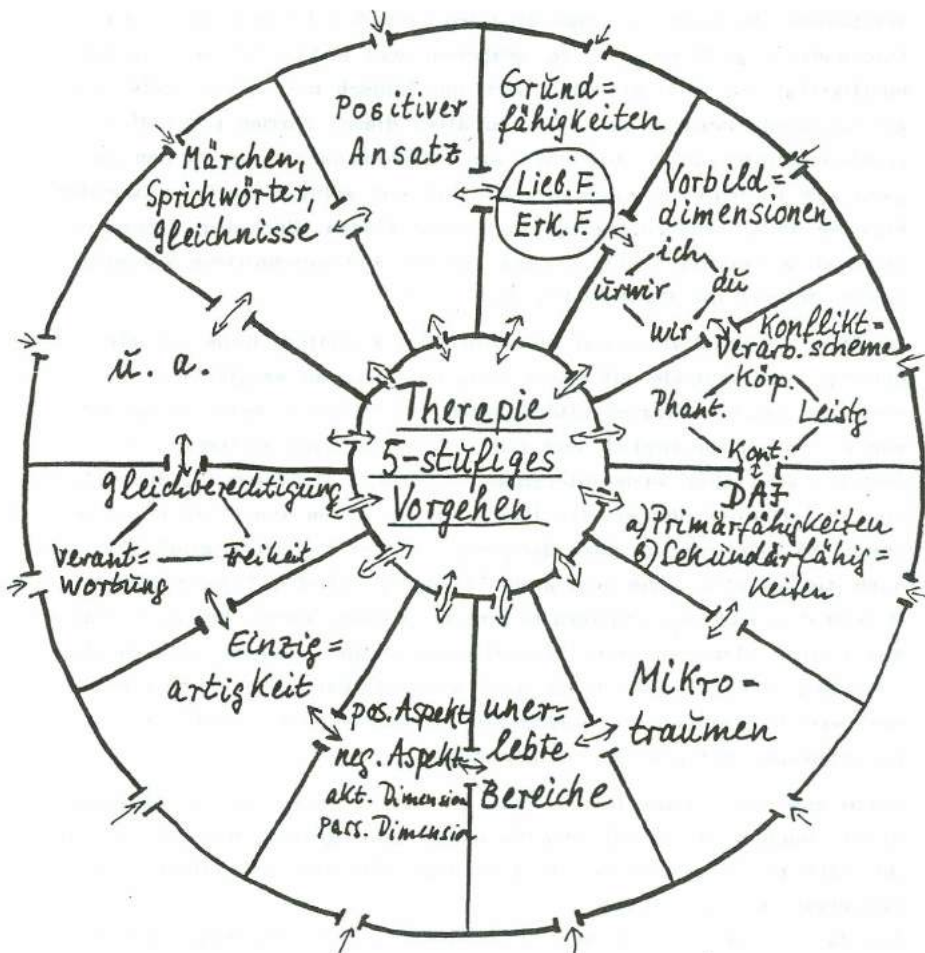 Positiver
Ansatz
Grund=
fähigkeiten
Lieb. F.
Erk. F.
Vorbild=
dimensionen
ich
urwir
du
wir
Konflikt=
Verarb. scheme
Körp.
Phant.
Leistg
Kont.
DAI
a) Primärfähigkeiten
b) Sekundärfähig=
keiten
Mikro=
traumen
uner-
lebte
Bereiche
pos. Aspekt
neg. Aspekt
akt. Dimension
pass. Dimension
Einzig=
artigkeit
Gleichberechtigung
Verant=
wortung
Freiheit
u. a.
Märchen,
Sprichwörter,
Gleichnisse
Therapie
5-stufiges
Vorgehen